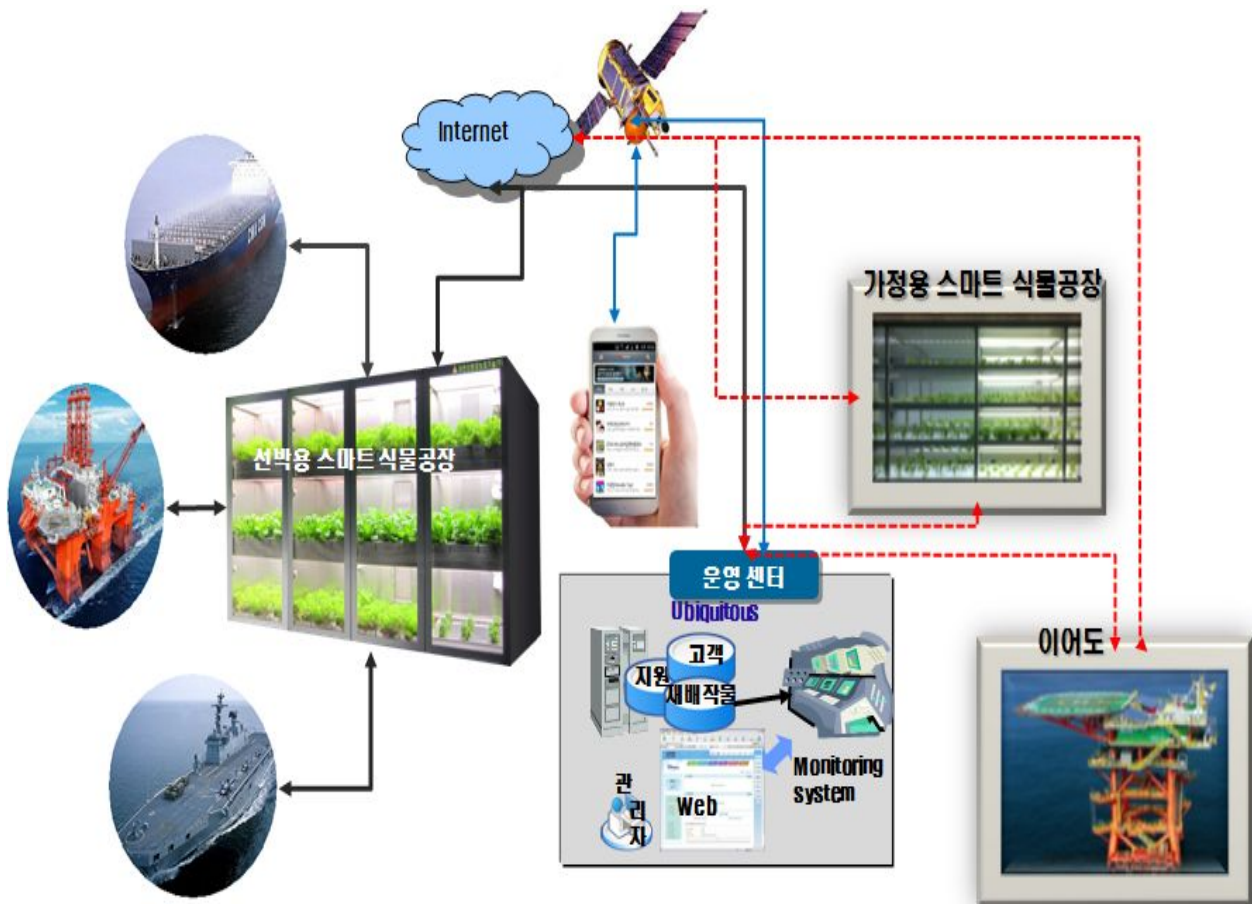 Internet
가정용 스마트 식물공장
선박용 스마트 식물공장
운영 센터
Ubiquitous
고객
지원
재배작물
이어도
Monitoring
system
Web
관
리
자